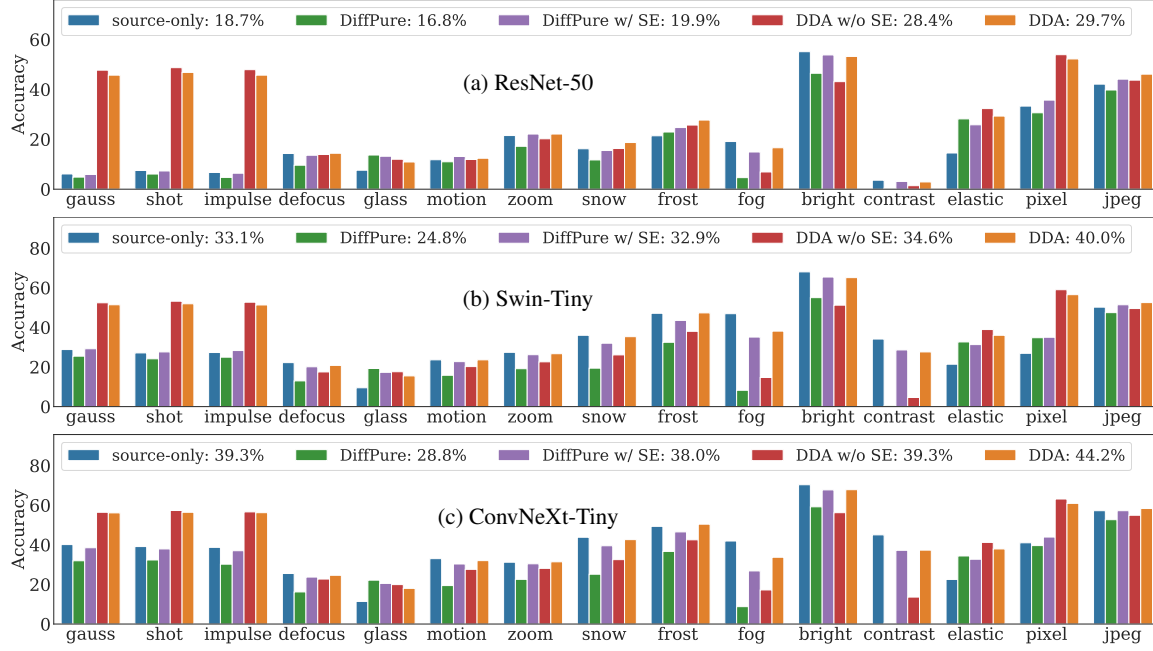 source-only: 18.7% DiffPure: 16.8% DiffPure w/ SE: 19.9% DDA w/o SE: 28.4% DDA: 29.7%
60
40
20
0
Accuracy
(a) ResNet-50
gauss shot impulse defocus glass motion zoom snow frost fog bright contrast elastic pixel jpeg
source-only: 33.1% DiffPure: 24.8% DiffPure w/ SE: 32.9% DDA w/o SE: 34.6% DDA: 40.0%
80
60
40
20
0
Accuracy
(b) Swin-Tiny
gauss shot impulse defocus glass motion zoom snow frost fog bright contrast elastic pixel jpeg
source-only: 39.3% DiffPure: 28.8% DiffPure w/ SE: 38.0% DDA w/o SE: 39.3% DDA: 44.2%
80
60
40
20
0
Accuracy
(c) ConvNeXt-Tiny
gauss shot impulse defocus glass motion zoom snow frost fog bright contrast elastic pixel jpeg